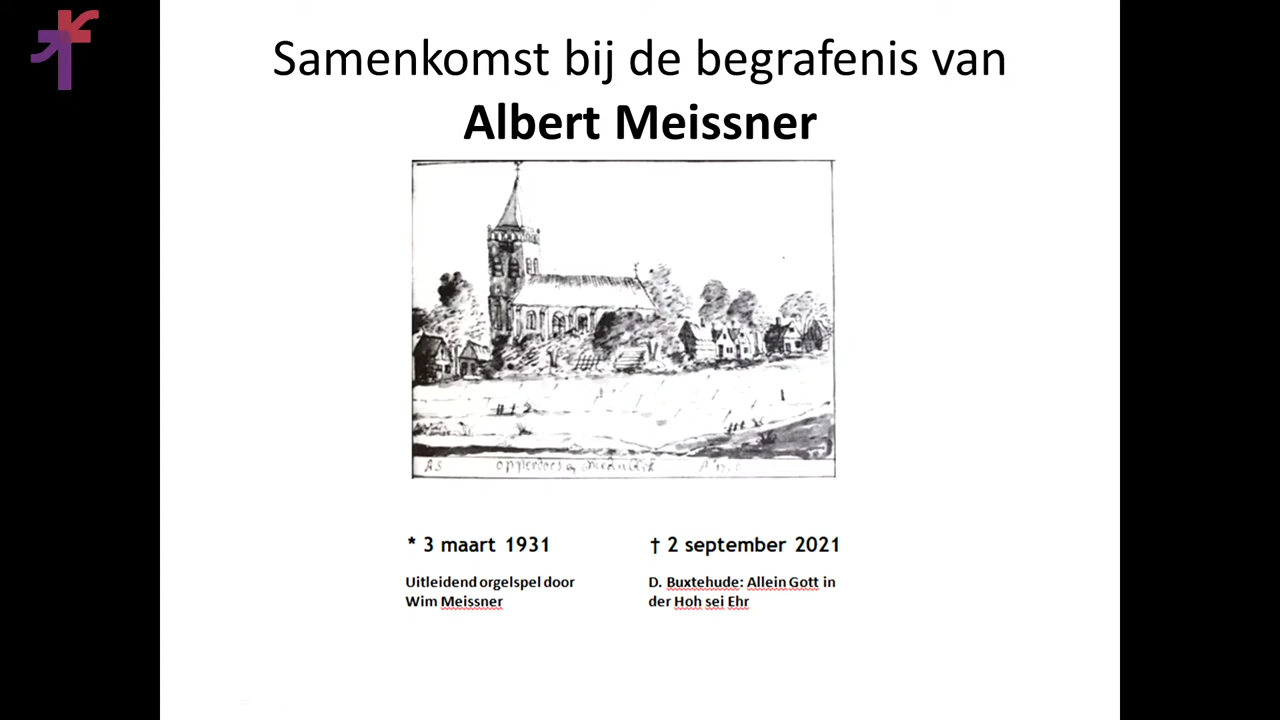 Samenkomst bij de begrafenis van
Albert Meissner
* 3 maart 1931
† 2 september 2021
Uitleidend orgelspel door
Wim Meissner
D. Buxtehude: Allein Gott in
der Hoh sei Ehr